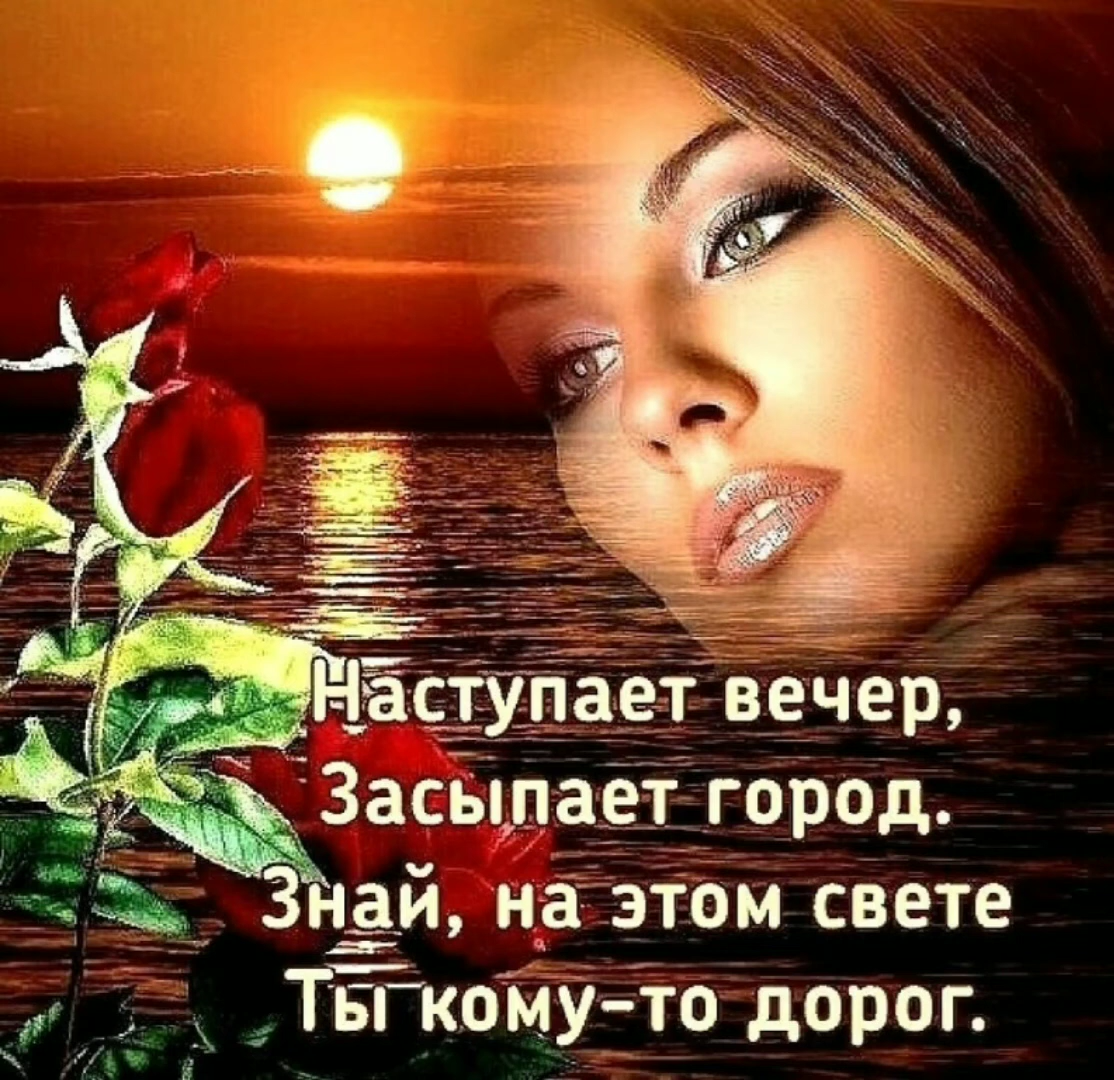 Наступает вечер,
Засыпает город.
Знай, на этом свете
Ты кому-то дорог.